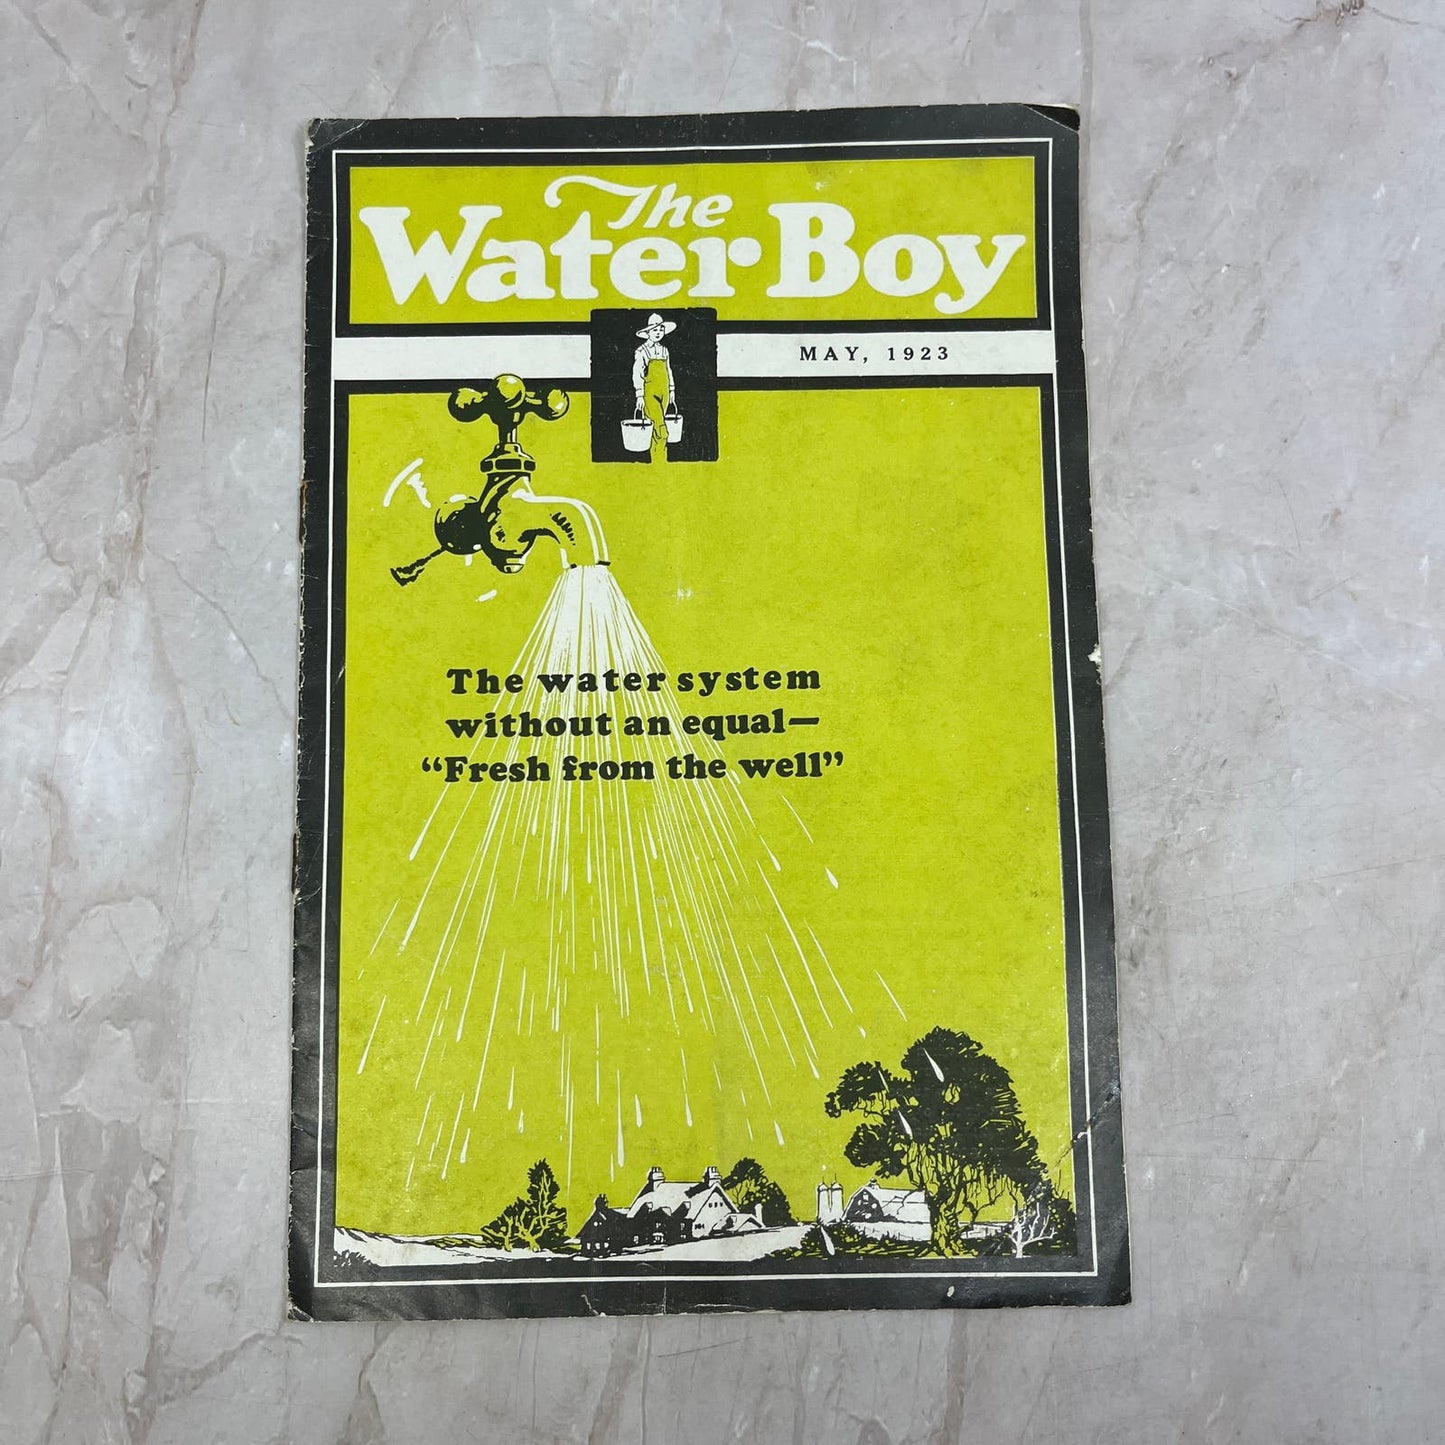 The
Water Boy
MAY, 1923
The water system
without an equal—
“Fresh from the well”